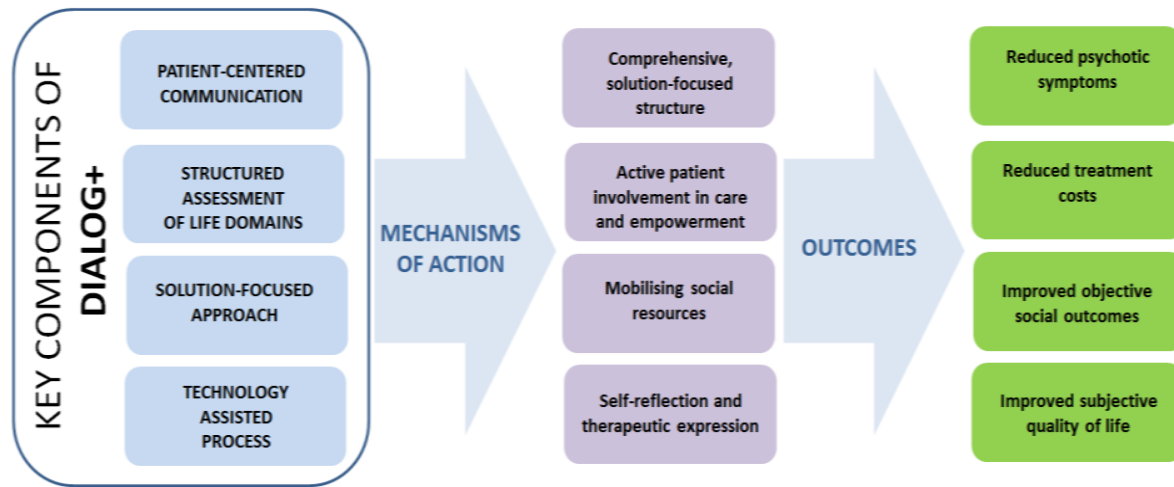 KEY COMPONENTS OF
DIALOG+
PATIENT-CENTERED
COMMUNICATION
STRUCTURED
ASSESSMENT
OF LIFE DOMAINS
SOLUTION-FOCUSED
APPROACH
TECHNOLOGY
ASSISTED
PROCESS
MECHANISMS
OF ACTION
Comprehensive,
solution-focused
structure
Active patient
involvement in care
and empowerment
Mobilising social
resources
Self-reflection and
therapeutic expression
OUTCOMES
Reduced psychotic
symptoms
Reduced treatment
costs
Improved objective
social outcomes
Improved subjective
quality of life